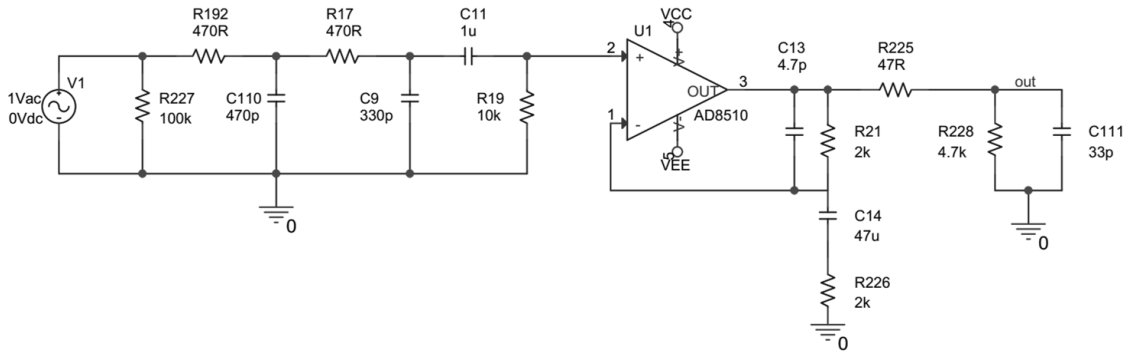 V1
1Vac
0Vdc
R227
100k
R192
470R
C110
470p
R17
470R
C9
330p
C11
1u
R19
10k
U1
VCC
4
V+
2
+
OUT
3
AD8510
1
-
V-
5
VEE
C13
4.7p
R21
2k
C14
47u
R226
2k
R225
47R
out
R228
4.7k
C111
33p
0
0
0